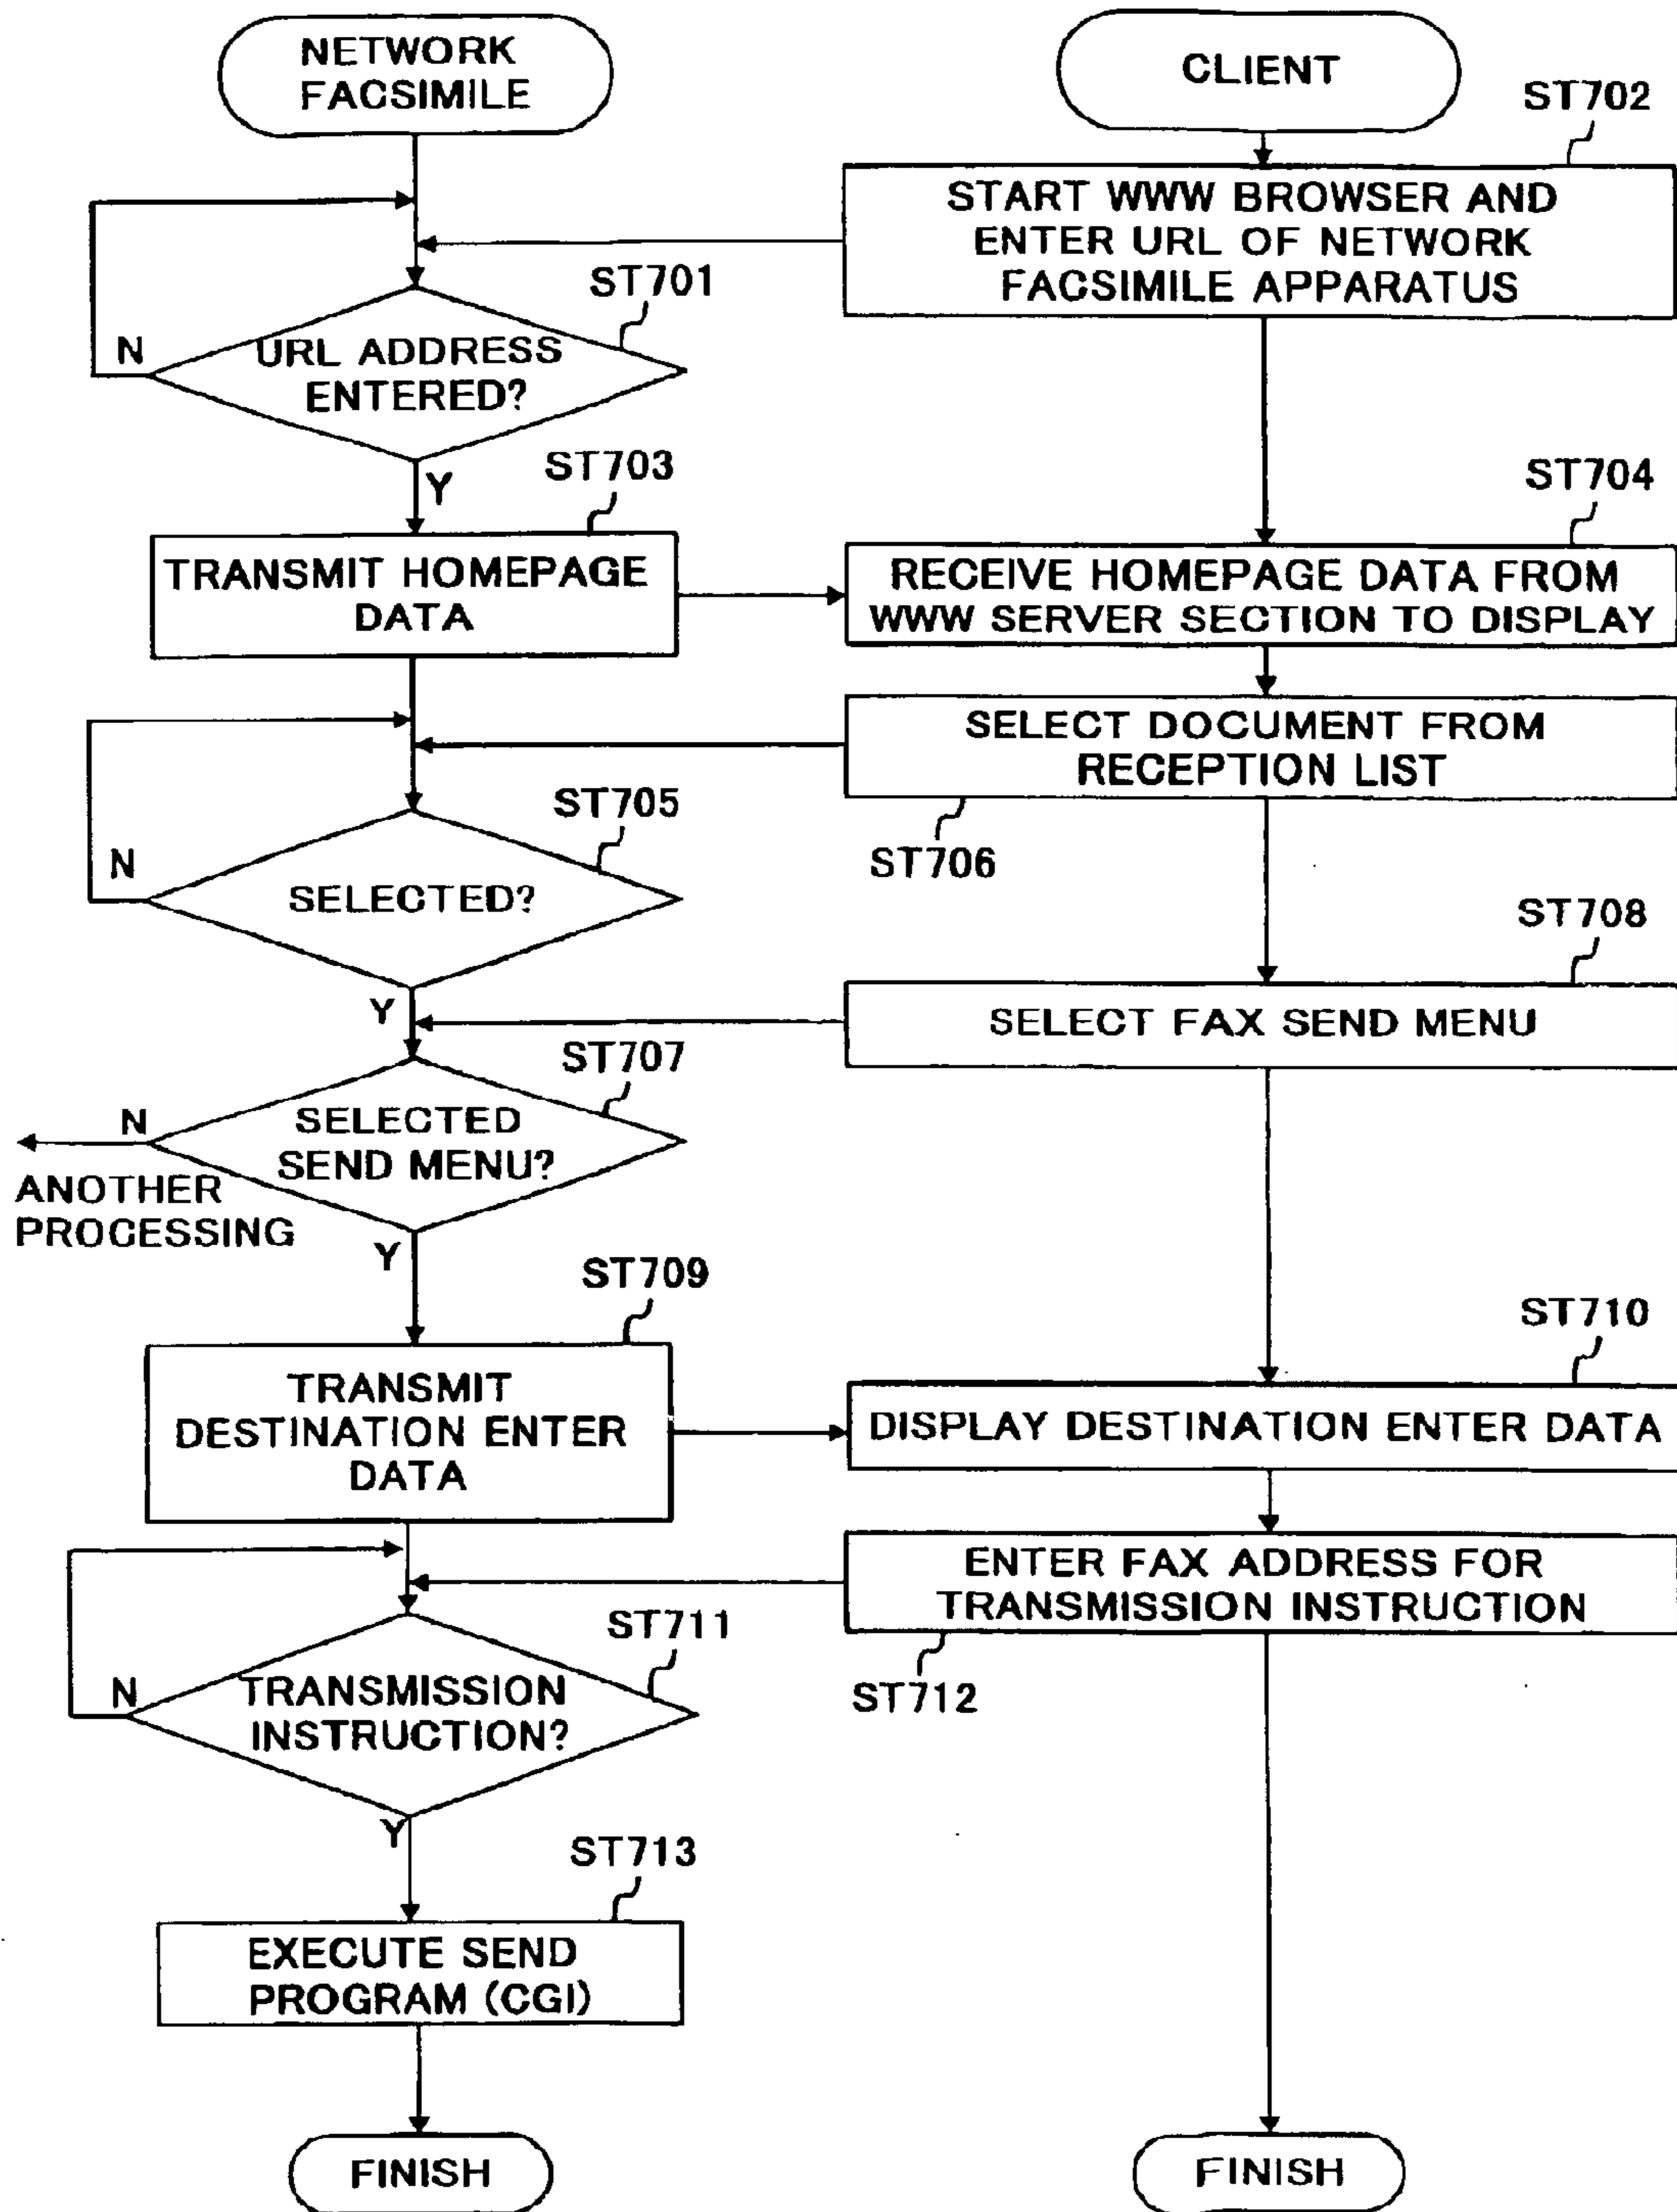 NETWORK
FACSIMILE
CLIENT
ST702
START WWW BROWSER AND
ENTER URL OF NETWORK
FACSIMILE APPARATUS
ST701
N
URL ADDRESS
ENTERED?
Y
ST703
TRANSMIT HOMEPAGE
DATA
ST704
RECEIVE HOMEPAGE DATA FROM
WWW SERVER SECTION TO DISPLAY
SELECT DOCUMENT FROM
RECEPTION LIST
ST706
ST705
N
SELECTED?
Y
ST708
SELECT FAX SEND MENU
ST707
N
SELECTED
SEND MENU?
ANOTHER
PROCESSING
Y
ST709
TRANSMIT
DESTINATION ENTER
DATA
ST710
DISPLAY DESTINATION ENTER DATA
ENTER FAX ADDRESS FOR
TRANSMISSION INSTRUCTION
ST712
ST711
N
TRANSMISSION
INSTRUCTION?
Y
ST713
EXECUTE SEND
PROGRAM (CGI)
FINISH
FINISH